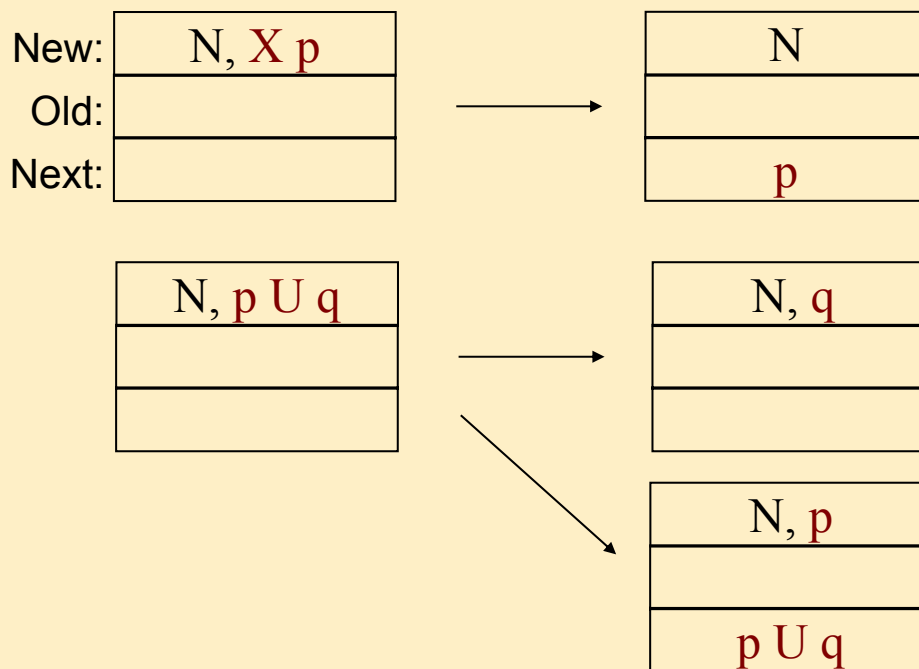 New: N, X p N
Old:
Next: p
N, p U q N, q
N, p
p U q